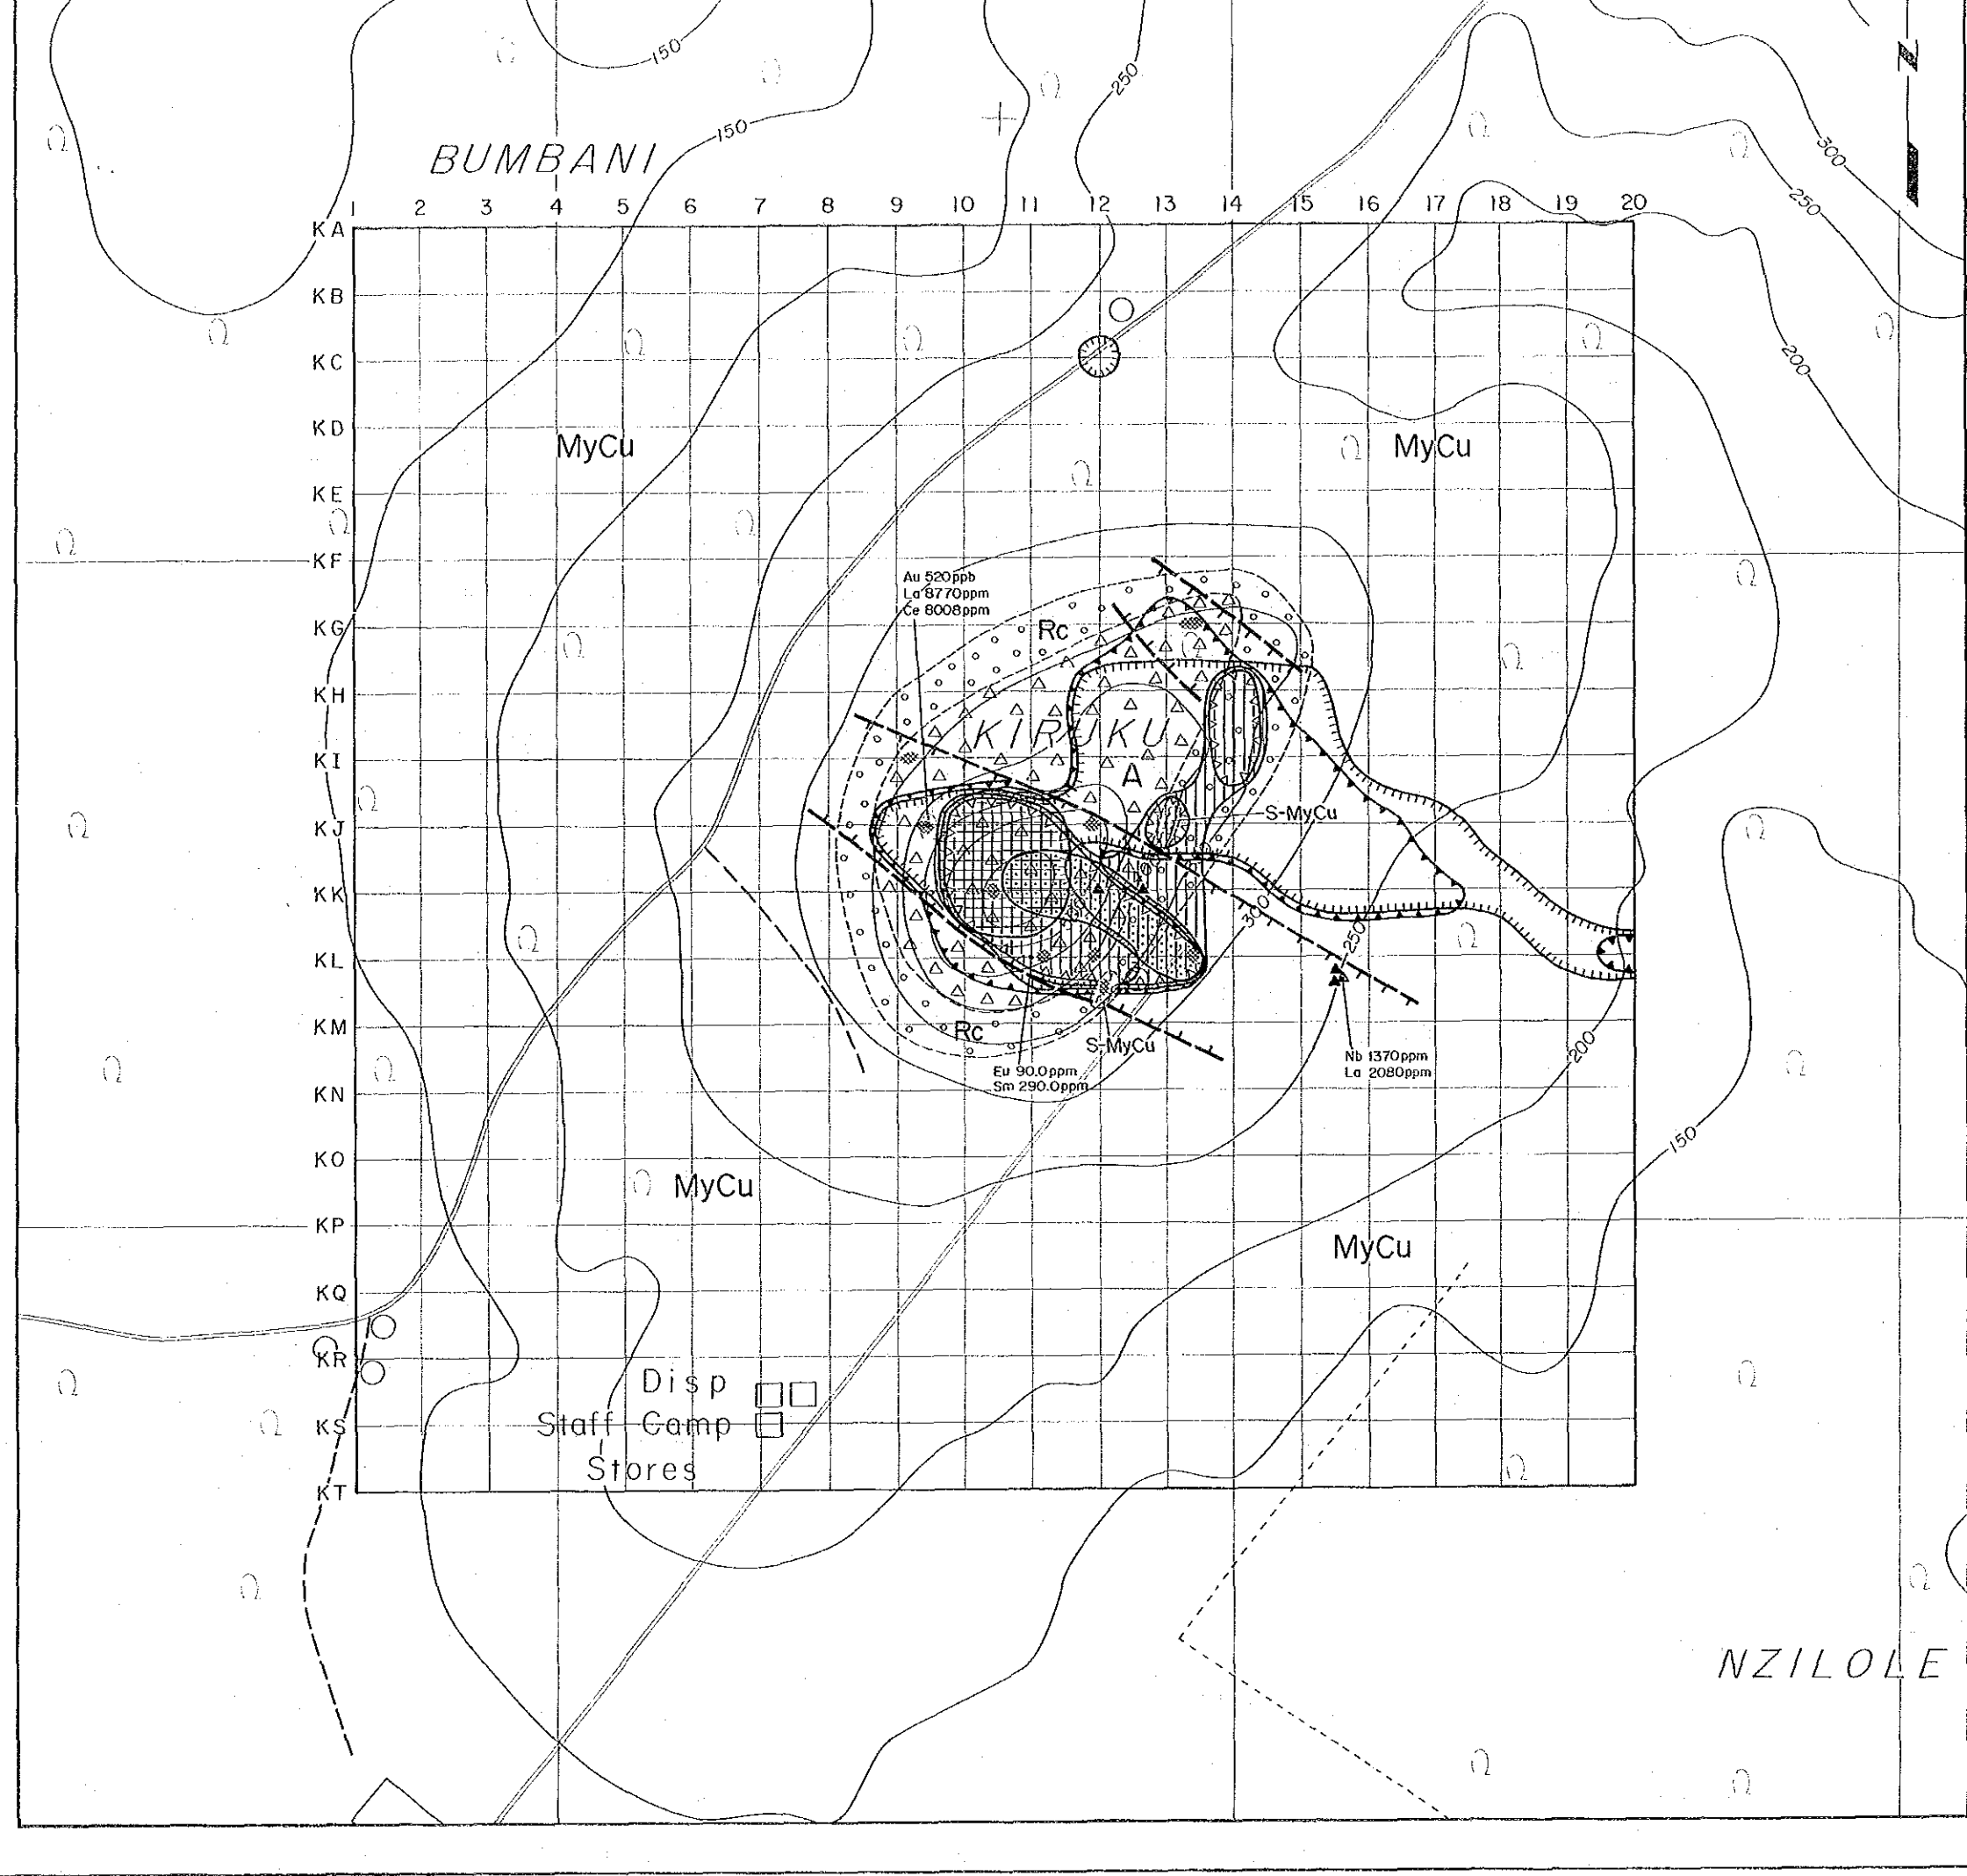 150
250
N
150
300
BUMBANI
250
1 2 3 4 5 6 7 8 9 10 11 12 13 14 15 16 17 18 19 20
KA
KB
KC
200
KD
MyCu
MyCu
KE
KF
Au 520ppb
La 8770ppm
Ce 8008ppm
KG
Rc
KH
KIRUKU
KI
A
KJ
S-MyCu
KK
300
250
KL
KM
Rc
S-MyCu
200
Nb 1370ppm
La 2080ppm
Eu 90.0ppm
Sm 290.0ppm
KN
150
KO
MyCu
KP
MyCu
KQ
KR
Disp
KS
Staff Camp
Stores
KT
NZILOLE